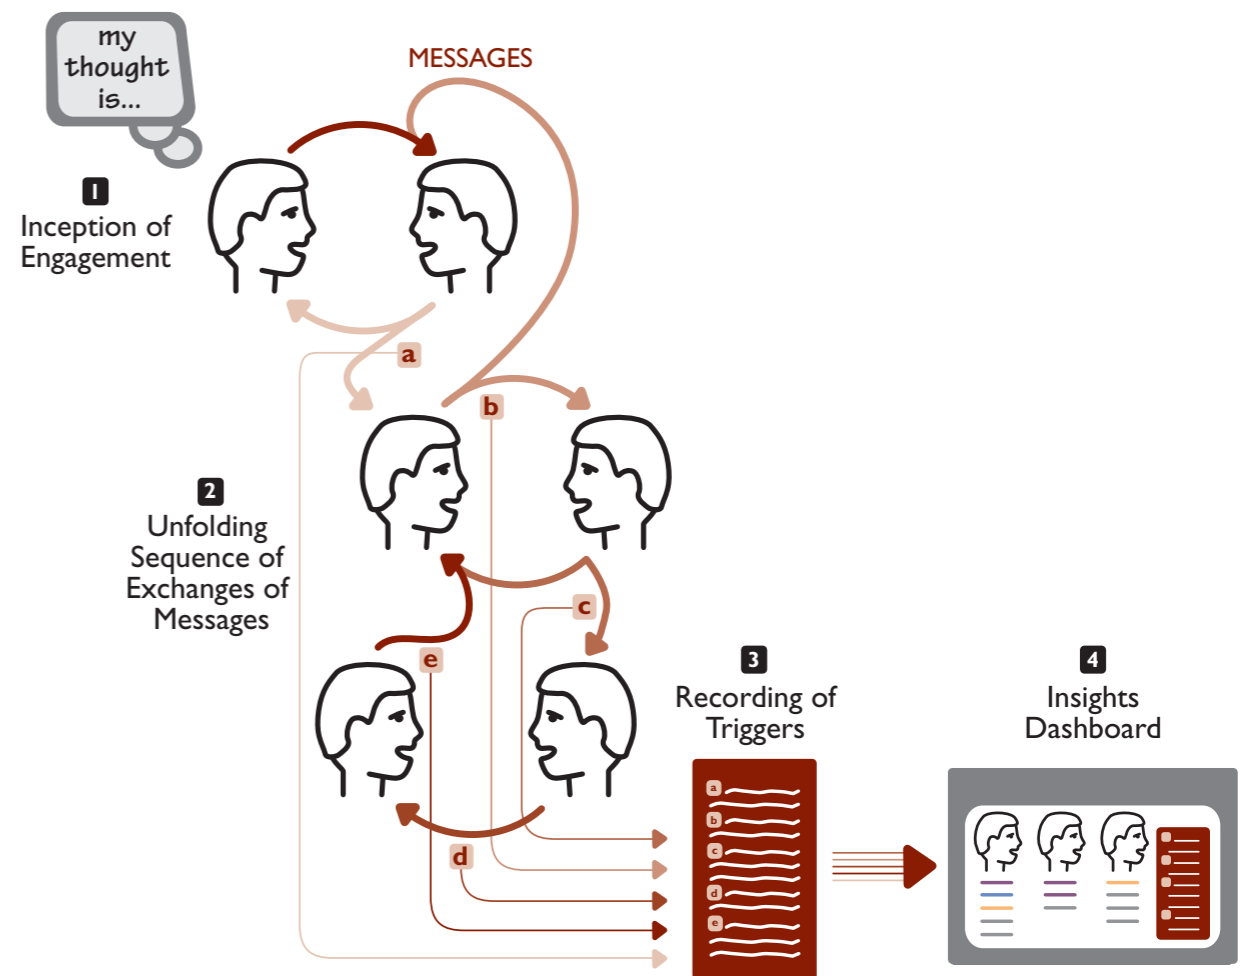 my
thought
is...
MESSAGES
1
Inception of
Engagement
a
b
2
Unfolding
Sequence of
Exchanges of
Messages
c
e
3
Recording of
Triggers
4
Insights
Dashboard
d
a
b
c
d
e